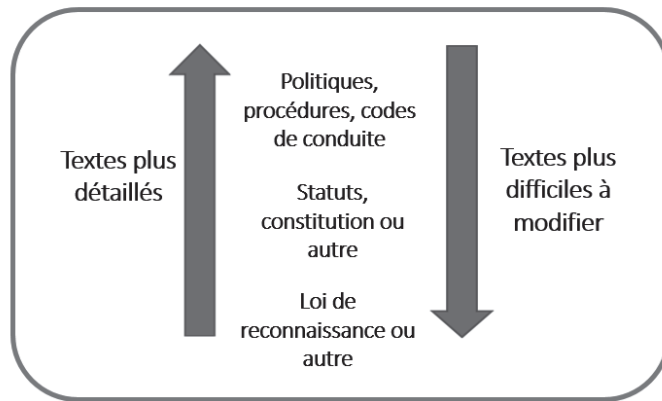 Textes plus
détaillés
Politiques,
procédures, codes
de conduite
Statuts,
constitution ou
autre
Loi de
reconnaissance ou
autre
Textes plus
difficiles à
modifier